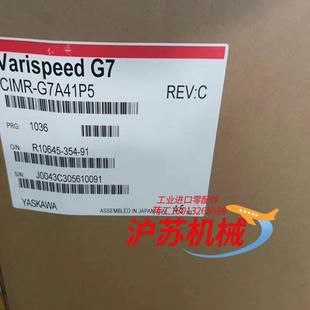 Varispeed G7
CIMR-G7A41P5
REV:C
PRG: 1036
O/N: R10645-354-91
S/N: J0043C305610091
YASKAWA
ASSEMBLED IN JAPAN
工业进口零配件
沪苏机械